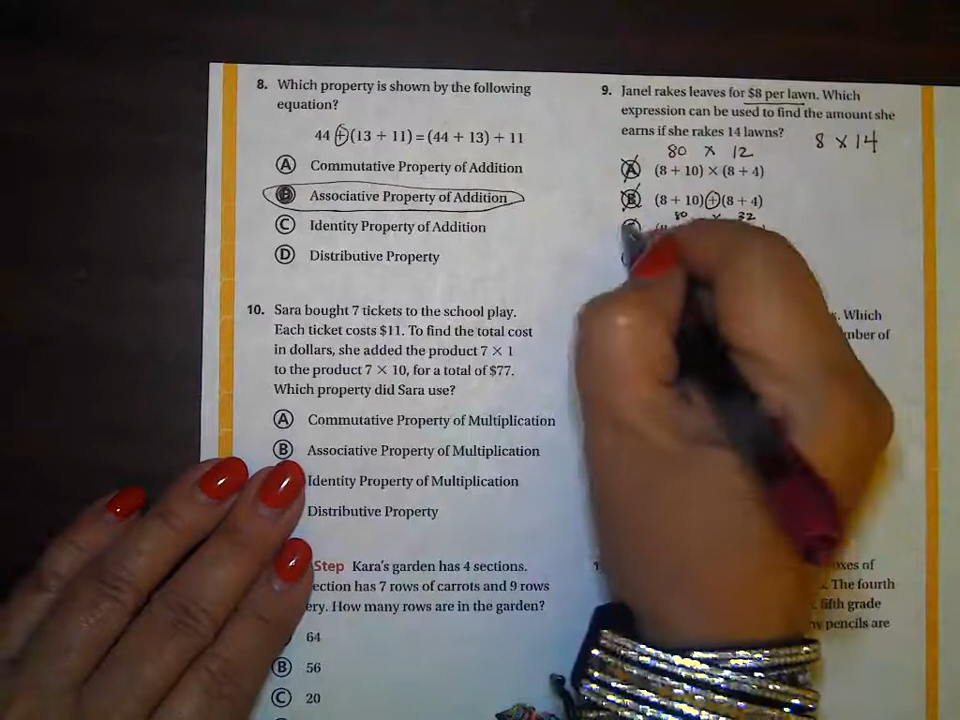 8. Which property is shown by the following
equation?
44 + (13 + 11) = (44 + 13) + 11
A Commutative Property of Addition
B Associative Property of Addition
C Identity Property of Addition
D Distributive Property
9. Janel rakes leaves for $8 per lawn. Which
expression can be used to find the amount she
earns if she rakes 14 lawns?
8 x 14
80 x 12
A (8 + 10) × (8 + 4)
B (8 + 10) + (8 + 4)
80 x 32
10. Sara bought 7 tickets to the school play.
Each ticket costs $11. To find the total cost
in dollars, she added the product 7 × 1
to the product 7 × 10, for a total of $77.
Which property did Sara use?
A Commutative Property of Multiplication
B Associative Property of Multiplication
Identity Property of Multiplication
Distributive Property
Which
of
Step Kara's garden has 4 sections.
has 7 rows of carrots and 9 rows
How many rows are in the garden?
64
B 56
C 20
of
The fourth
fifth grade
pencils are